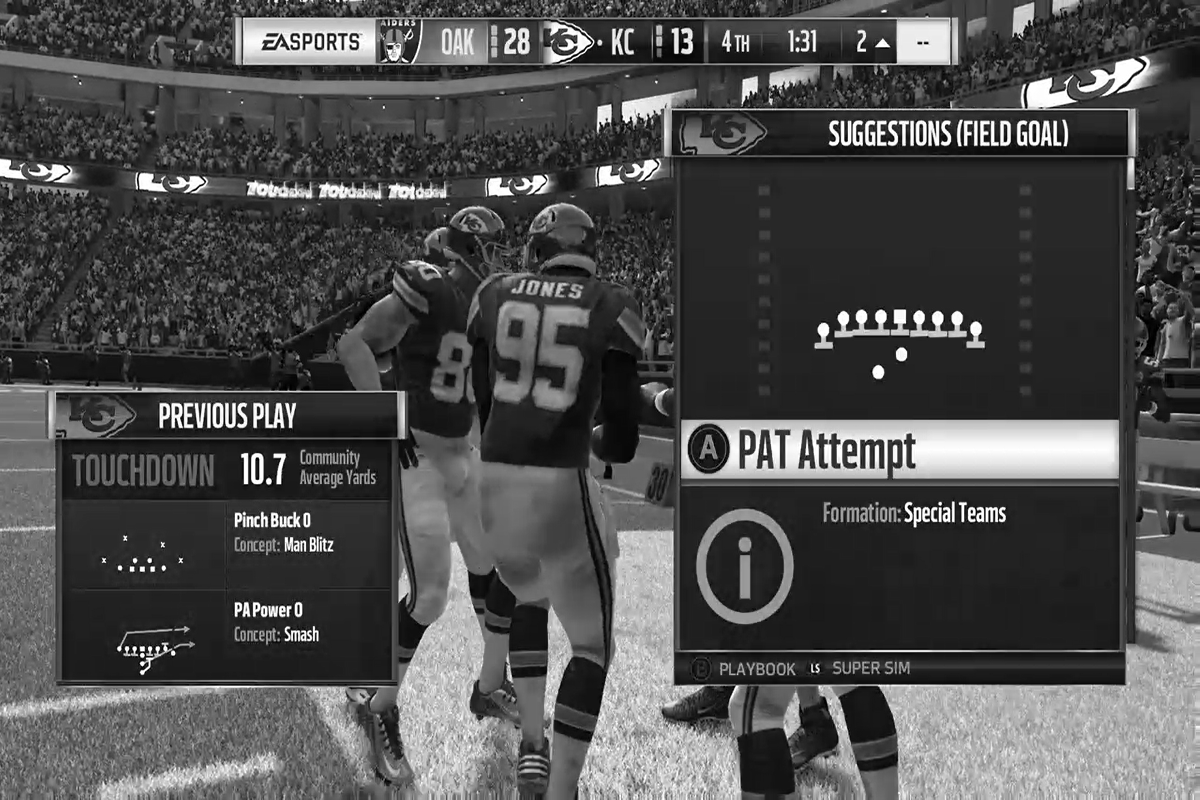 EA SPORTS RAIDERS OAK 28 KC 13 4TH 1:31 2 --
SUGGESTIONS (FIELD GOAL)
JONES
95
PREVIOUS PLAY
TOUCHDOWN 10.7 Community
Average Yards
A PAT Attempt
Pinch Buck 0
Concept: Man Blitz
Formation: Special Teams
i
PA Power O
Concept: Smash
B PLAYBOOK LS SUPER SIM